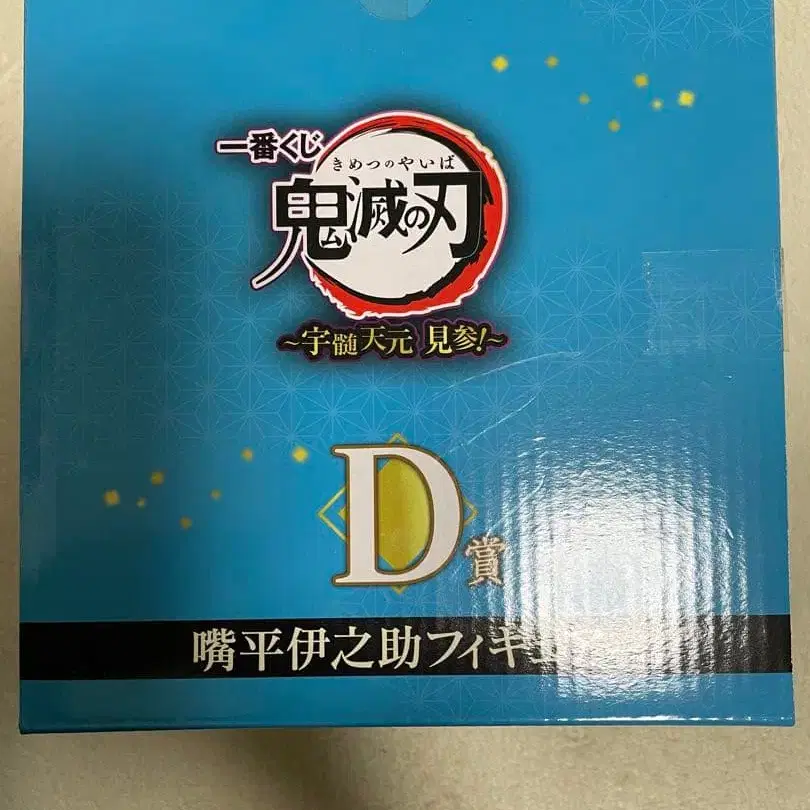 一番くじ
きめつのやいば
鬼滅の刃
～宇髄天元 見参!～
D賞
嘴平伊之助フィギュ